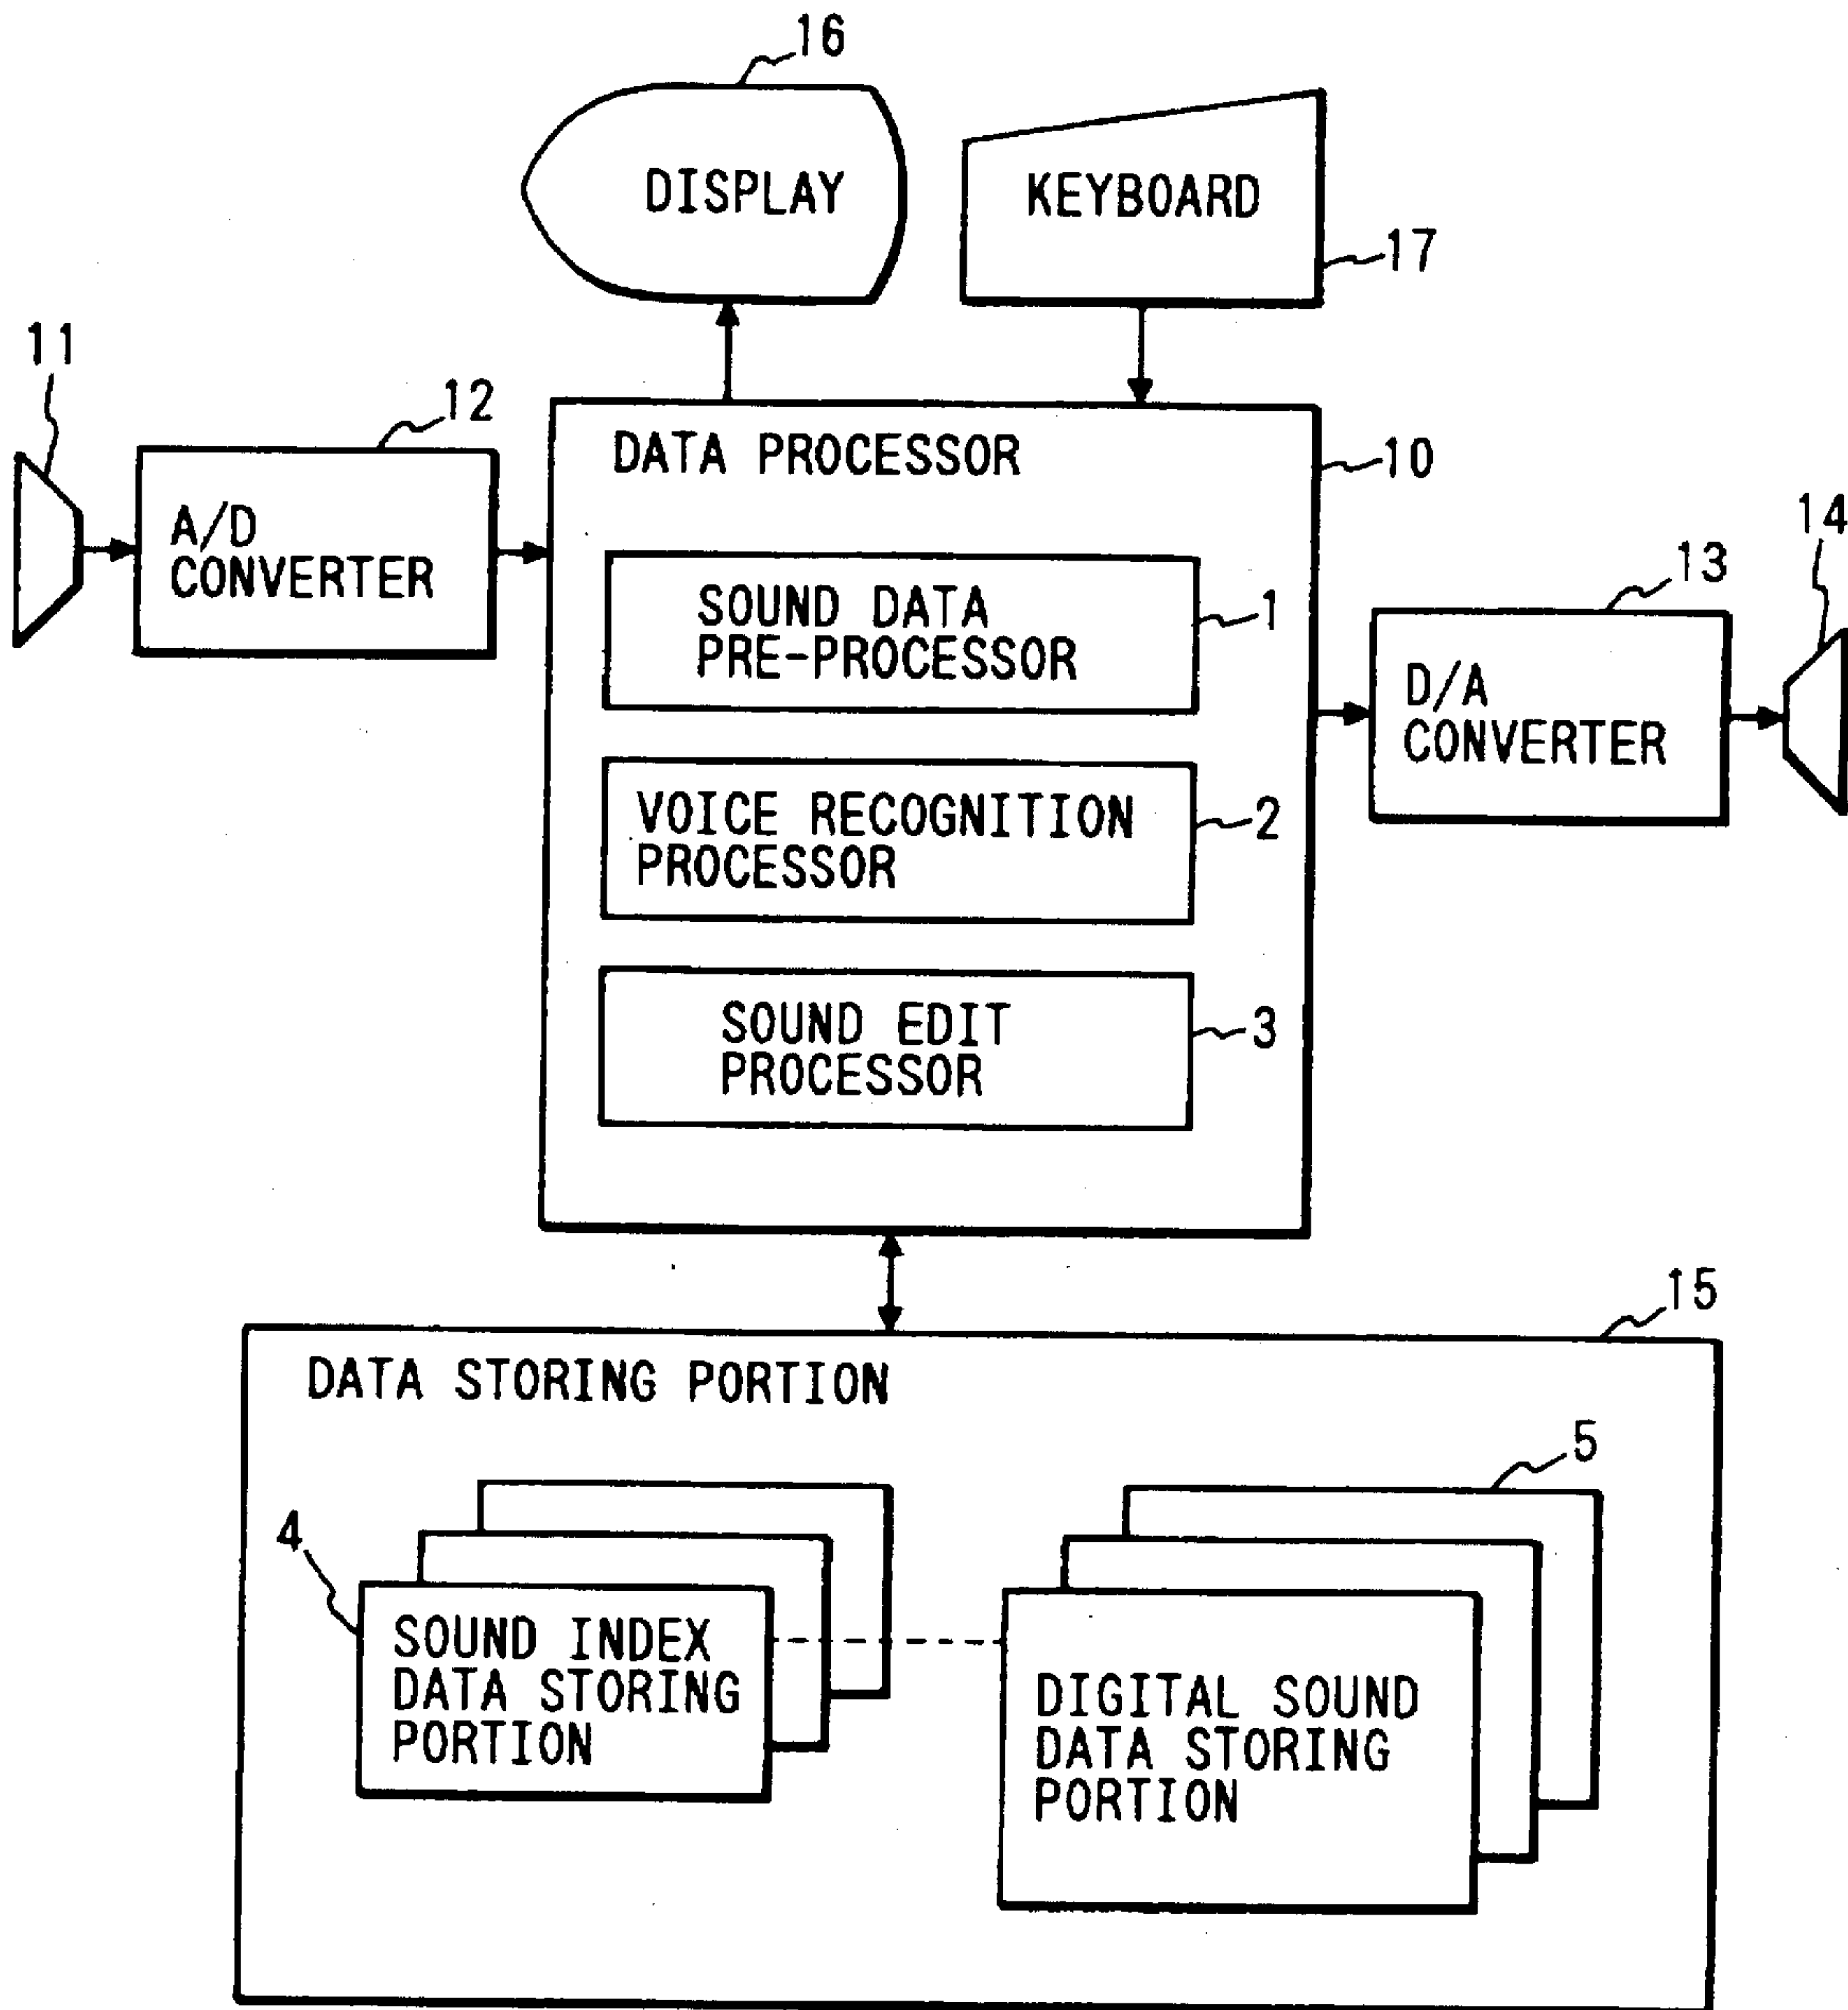 16
DISPLAY
KEYBOARD
17
11
12
A/D
CONVERTER
DATA PROCESSOR
10
SOUND DATA
PRE-PROCESSOR
1
VOICE RECOGNITION
PROCESSOR
2
SOUND EDIT
PROCESSOR
3
13
14
D/A
CONVERTER
15
DATA STORING PORTION
4
SOUND INDEX
DATA STORING
PORTION
5
DIGITAL SOUND
DATA STORING
PORTION